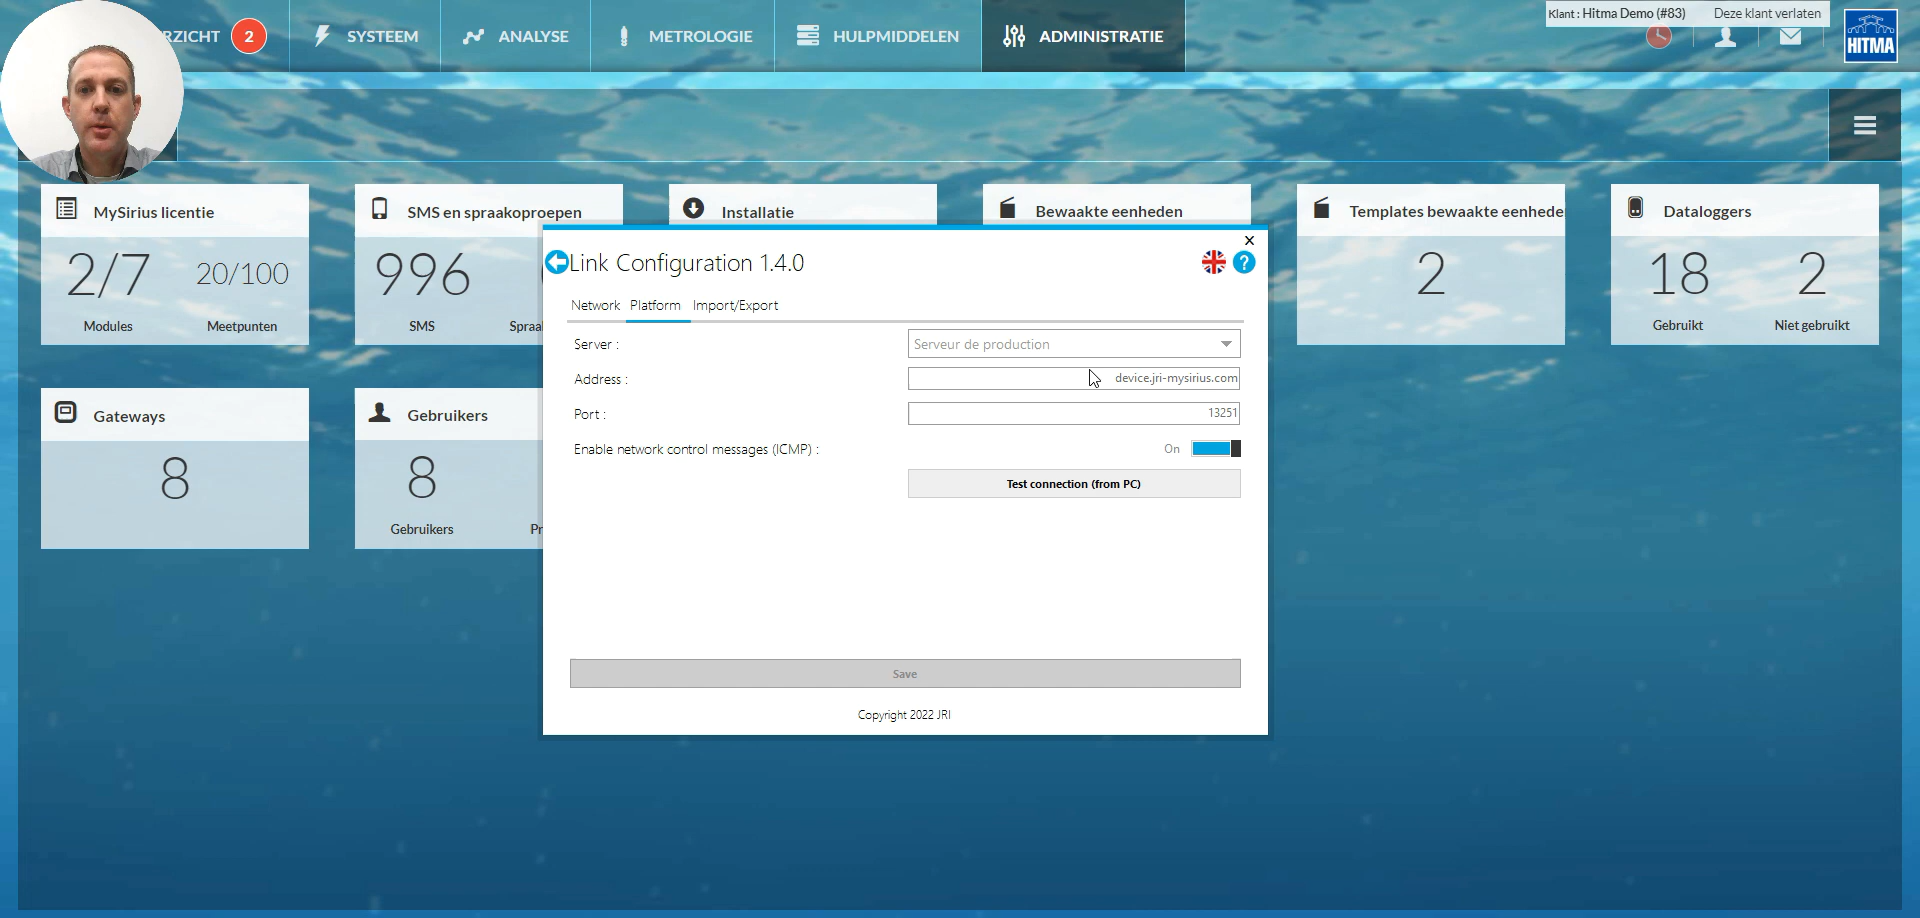 Klant : Hitma Demo (#83) Deze klant verlaten
RZICHT 2 SYSTEEM ANALYSE METROLOGIE HULPMIDDELEN ADMINISTRATIE
HITMA
MySirius licentie
2/7 20/100
Modules Meetpunten
SMS en spraakoproepen
996
SMS Spraa
Installatie
Bewaakte eenheden
Templates bewaakte eenhede
2
Dataloggers
18 2
Gebruikt Niet gebruikt
Gateways
8
Gebruikers
8
Gebruikers Pr
Link Configuration 1.4.0
Network Platform Import/Export
Server : Serveur de production
Address : device.jri-mysirius.com
Port : 13251
Enable network control messages (ICMP) : On
Test connection (from PC)
Save
Copyright 2022 JRI